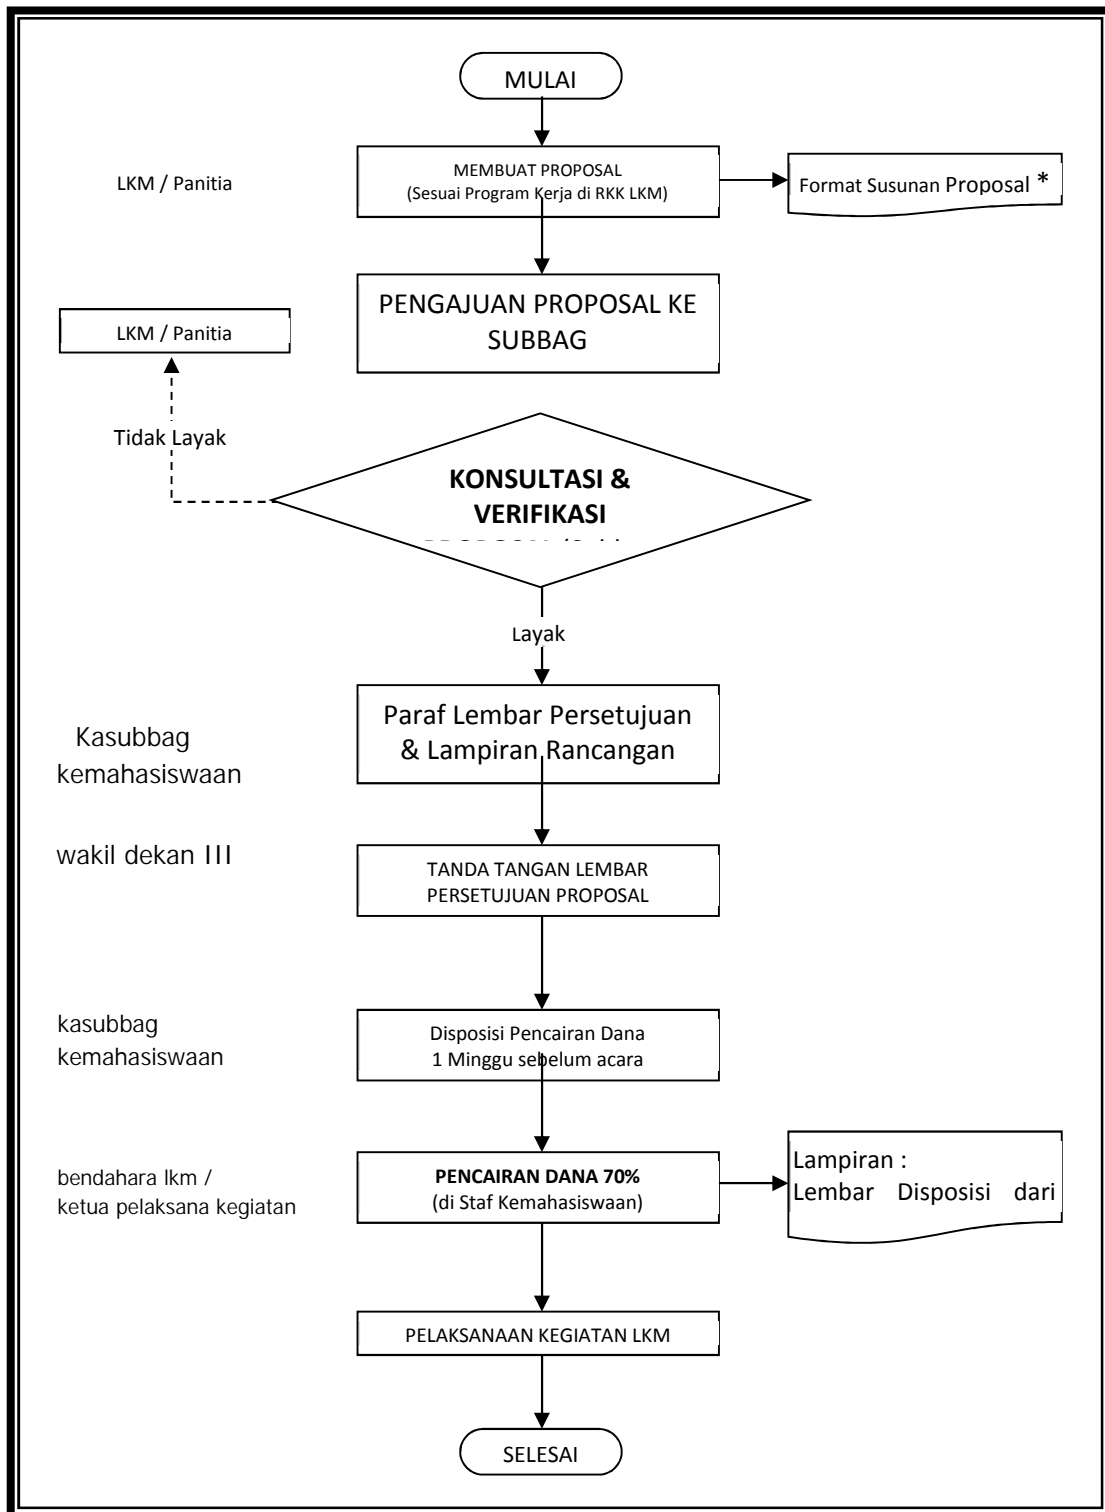 MULAI
LKM / Panitia
MEMBUAT PROPOSAL
(Sesuai Program Kerja di RKK LKM)
Format Susunan Proposal *
PENGAJUAN PROPOSAL KE
SUBBAG
LKM / Panitia
Tidak Layak
KONSULTASI &
VERIFIKASI
Layak
Paraf Lembar Persetujuan
& Lampiran Rancangan
Kasubbag
kemahasiswaan
wakil dekan III
TANDA TANGAN LEMBAR
PERSETUJUAN PROPOSAL
kasubbag
kemahasiswaan
Disposisi Pencairan Dana
1 Minggu sebelum acara
bendahara lkm /
ketua pelaksana kegiatan
PENCAIRAN DANA 70%
(di Staf Kemahasiswaan)
Lampiran :
Lembar Disposisi dari
PELAKSANAAN KEGIATAN LKM
SELESAI